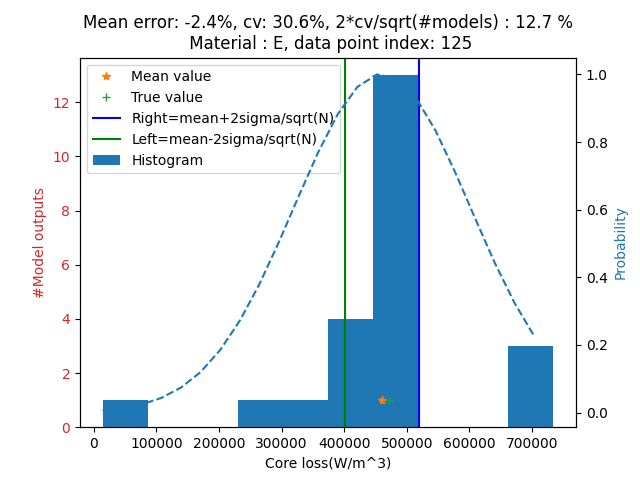 Mean error: -2.4%, cv: 30.6%, 2*cv/sqrt(#models) : 12.7 %
Material : E, data point index: 125
Mean value
True value
Right=mean+2sigma/sqrt(N)
Left=mean-2sigma/sqrt(N)
Histogram
#Model outputs
12
10
8
6
4
2
0
1.0
0.8
0.6
0.4
0.2
0.0
Probability
0 100000 200000 300000 400000 500000 600000 700000
Core loss(W/m^3)